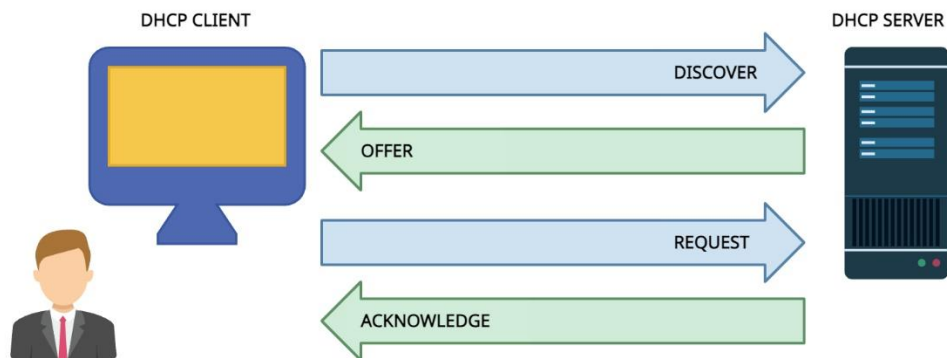 DHCP CLIENT
DHCP SERVER
DISCOVER
OFFER
REQUEST
ACKNOWLEDGE